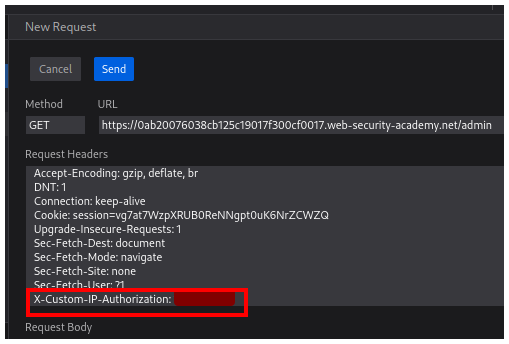 New Request
Cancel Send
Method URL
GET https://0ab20076038cb125c19017f300cf0017.web-security-academy.net/admin
Request Headers
Accept-Encoding: gzip, deflate, br
DNT: 1
Connection: keep-alive
Cookie: session=vg7at7WzpXRUB0ReNNgpt0uK6NrZCWZQ
Upgrade-Insecure-Requests: 1
Sec-Fetch-Dest: document
Sec-Fetch-Mode: navigate
Sec-Fetch-Site: none
Sec-Fetch-User: ?1
X-Custom-IP-Authorization:
Request Body